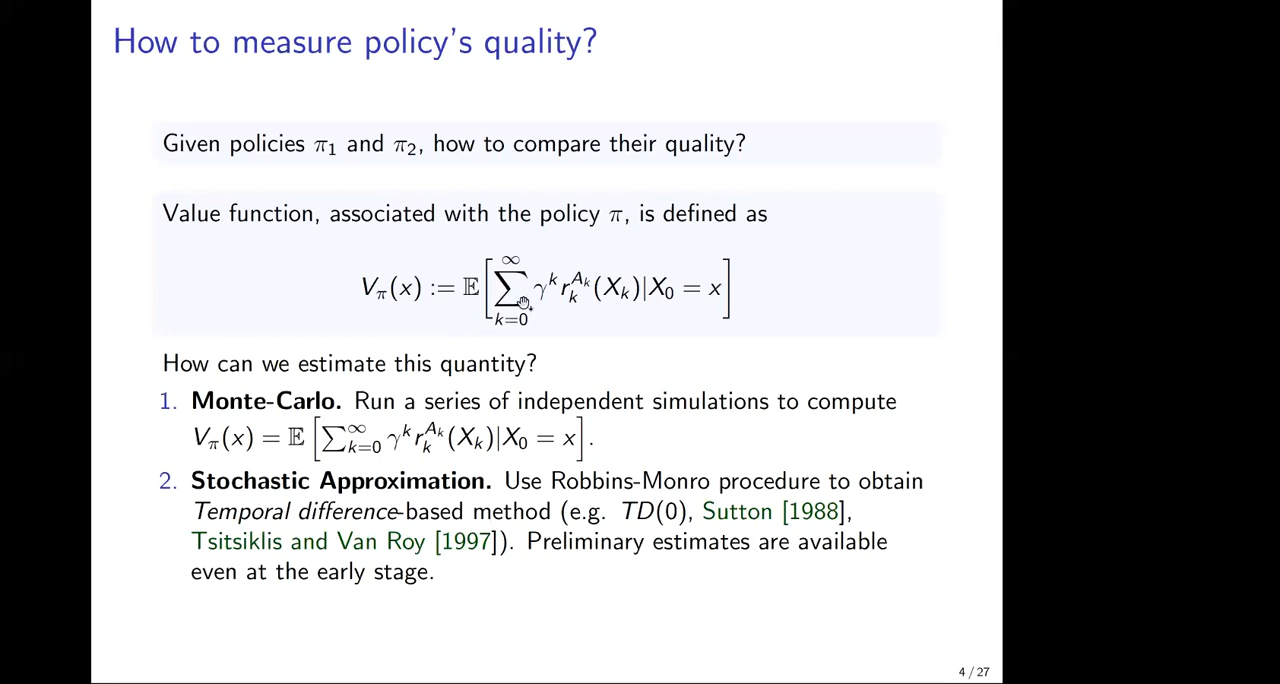 How to measure policy's quality?
Given policies π₁ and π₂, how to compare their quality?
Value function, associated with the policy π, is defined as
V_π(x) := 𝔼[∑_{k=0}^{∞} γ^k r_k^{A_k}(X_k)|X₀ = x]
How can we estimate this quantity?
1. Monte-Carlo. Run a series of independent simulations to compute
V_π(x) = 𝔼[∑_{k=0}^{∞} γ^k r_k^{A_k}(X_k)|X₀ = x].
2. Stochastic Approximation. Use Robbins-Monro procedure to obtain
Temporal difference-based method (e.g. TD(0), Sutton [1988],
Tsitsiklis and Van Roy [1997]). Preliminary estimates are available
even at the early stage.
4 / 27